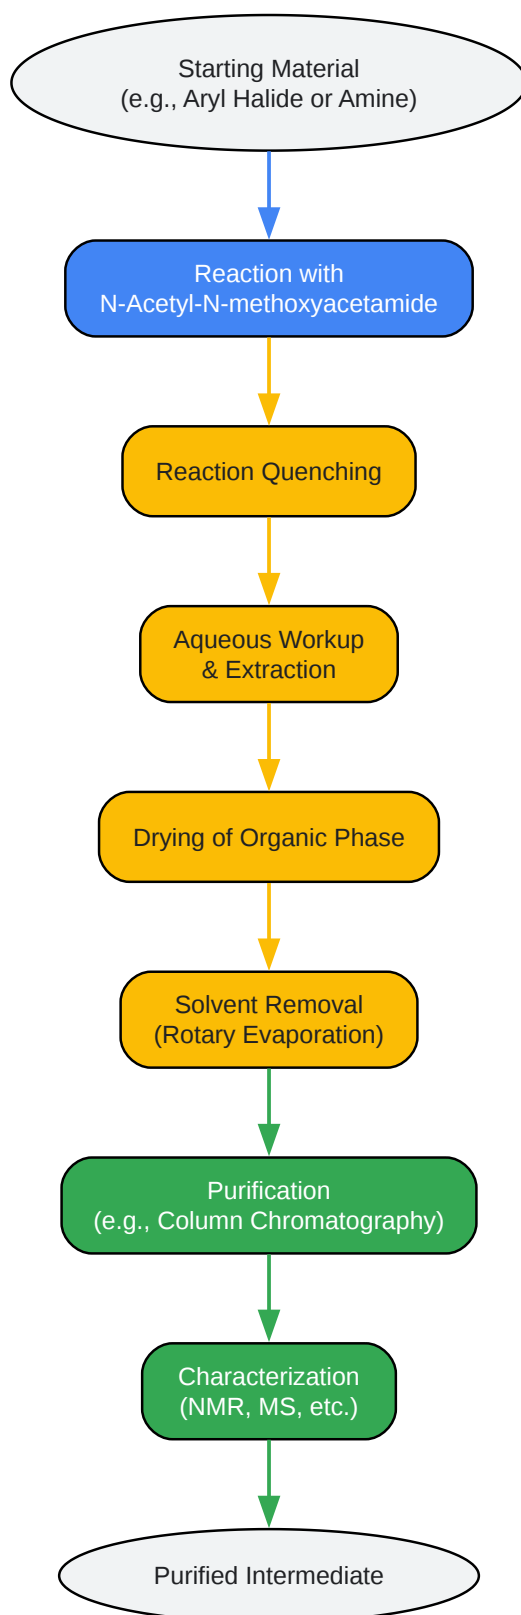 Starting Material
(e.g., Aryl Halide or Amine)
Reaction with
N-Acetyl-N-methoxyacetamide
Reaction Quenching
Aqueous Workup
& Extraction
Drying of Organic Phase
Solvent Removal
(Rotary Evaporation)
Purification
(e.g., Column Chromatography)
Characterization
(NMR, MS, etc.)
Purified Intermediate